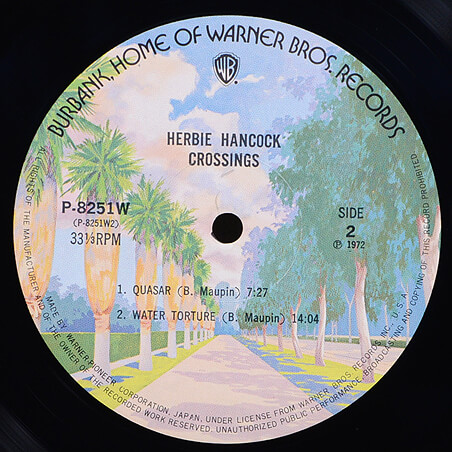 BURBANK, HOME OF WARNER BROS. RECORDS
WB
HERBIE HANCOCK
CROSSINGS
P-8251W
(P-8251W2)
33⅓RPM
SIDE
2
Ⓟ 1972
1. QUASAR (B. Maupin) 7:27
2. WATER TORTURE (B. Maupin) 14:04
MADE BY WARNER-PIONEER CORPORATION, JAPAN, UNDER LICENSE FROM WARNER BROS RECORDS INC., U.S.A.
ALL RIGHTS OF THE MANUFACTURER AND OF THE OWNER OF THE RECORDED WORK RESERVED. UNAUTHORIZED PUBLIC PERFORMANCE, BROADCASTING AND COPYING OF THIS RECORD PROHIBITED